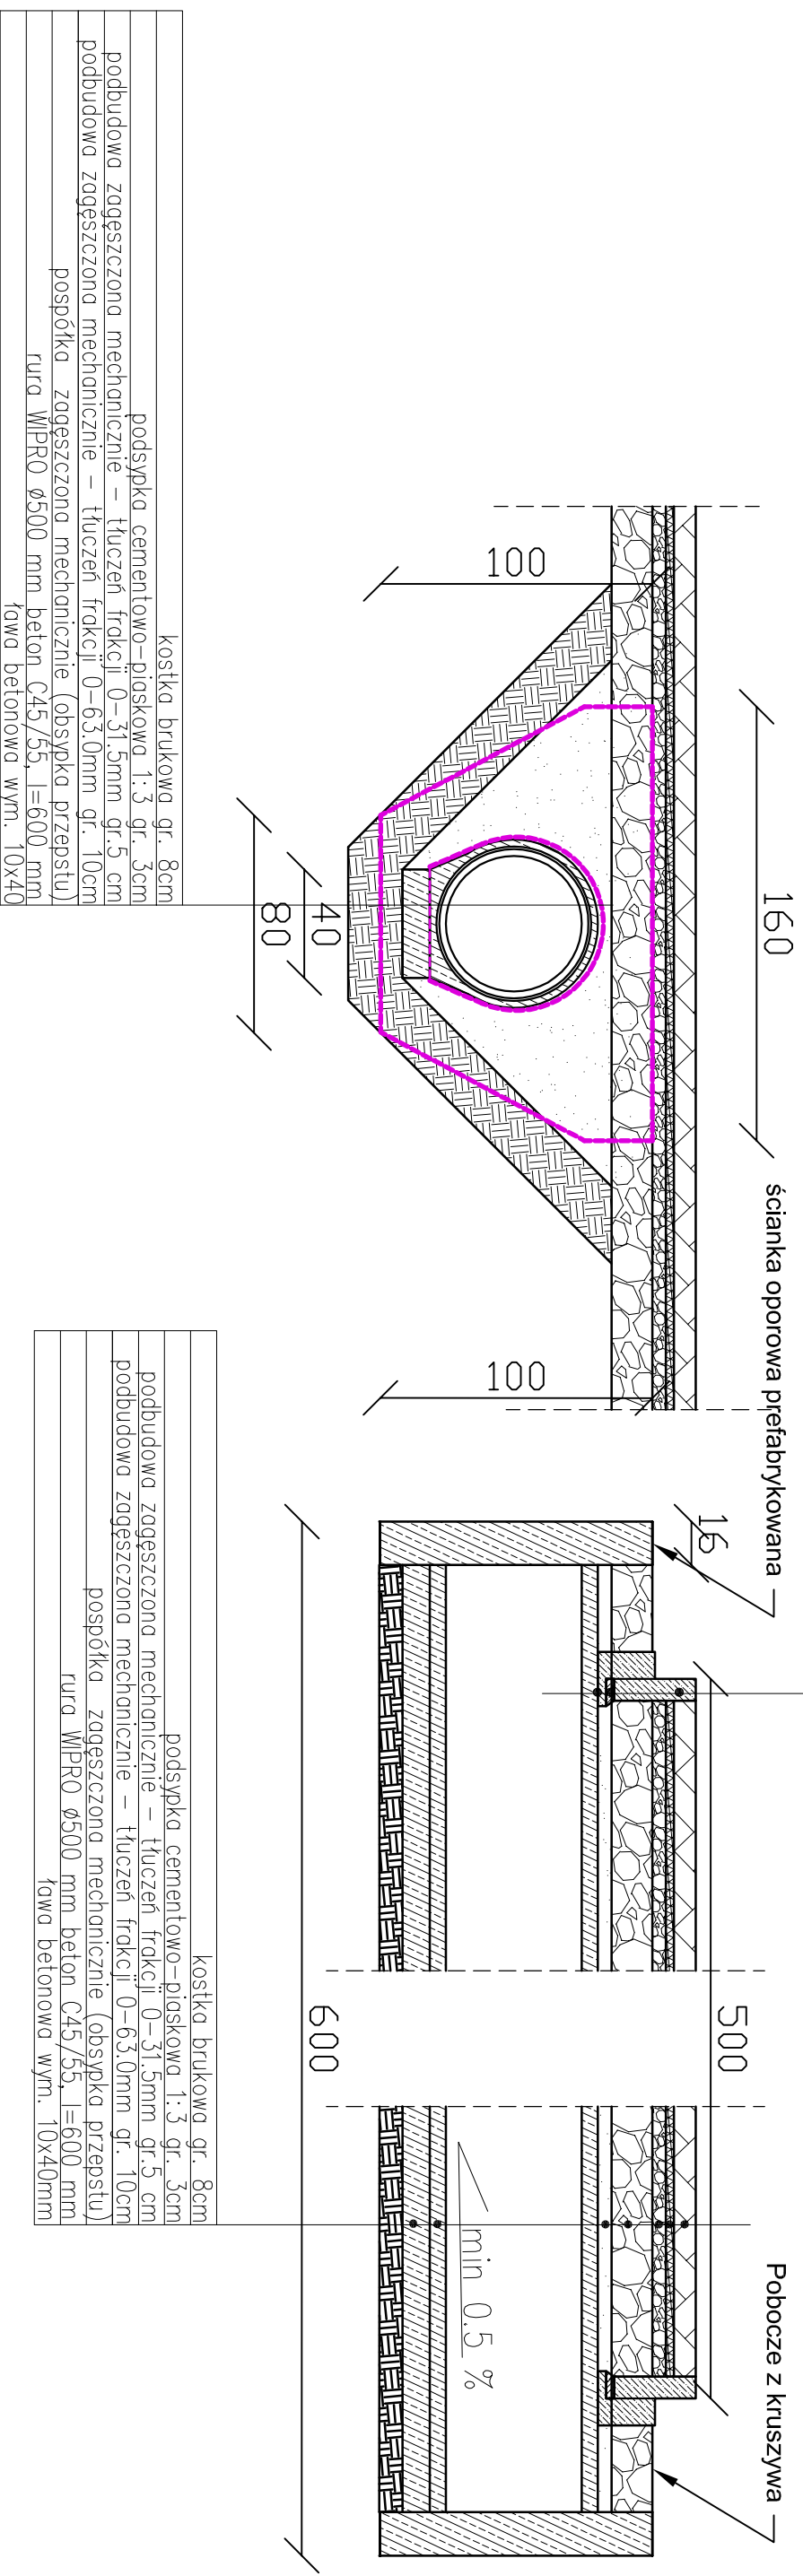 160
ścianka oporowa prefabrykowana
16
500
Pobocze z kruszywa
100
100
min 0.5 %
40
80
600
kostka brukowa gr. 8cm
podsypka cementowo-piaskowa 1:3 gr. 3cm
podbudowa zagęszczona mechanicznie - tłuczeń frakcji 0-31.5mm gr.5 cm
podbudowa zagęszczona mechanicznie - tłuczeń frakcji 0-63.0mm gr. 10cm
pospółka zagęszczona mechanicznie (obsypka przepstu)
rura WIPRO ø500 mm beton C45/55, l=600 mm
ława betonowa wym. 10x40
kostka brukowa gr. 8cm
podsypka cementowo-piaskowa 1:3 gr. 3cm
podbudowa zagęszczona mechanicznie - tłuczeń frakcji 0-31.5mm gr.5 cm
podbudowa zagęszczona mechanicznie - tłuczeń frakcji 0-63.0mm gr. 10cm
pospółka zagęszczona mechanicznie (obsypka przepstu)
rura WIPRO ø500 mm beton C45/55, l=600 mm
ława betonowa wym. 10x40mm